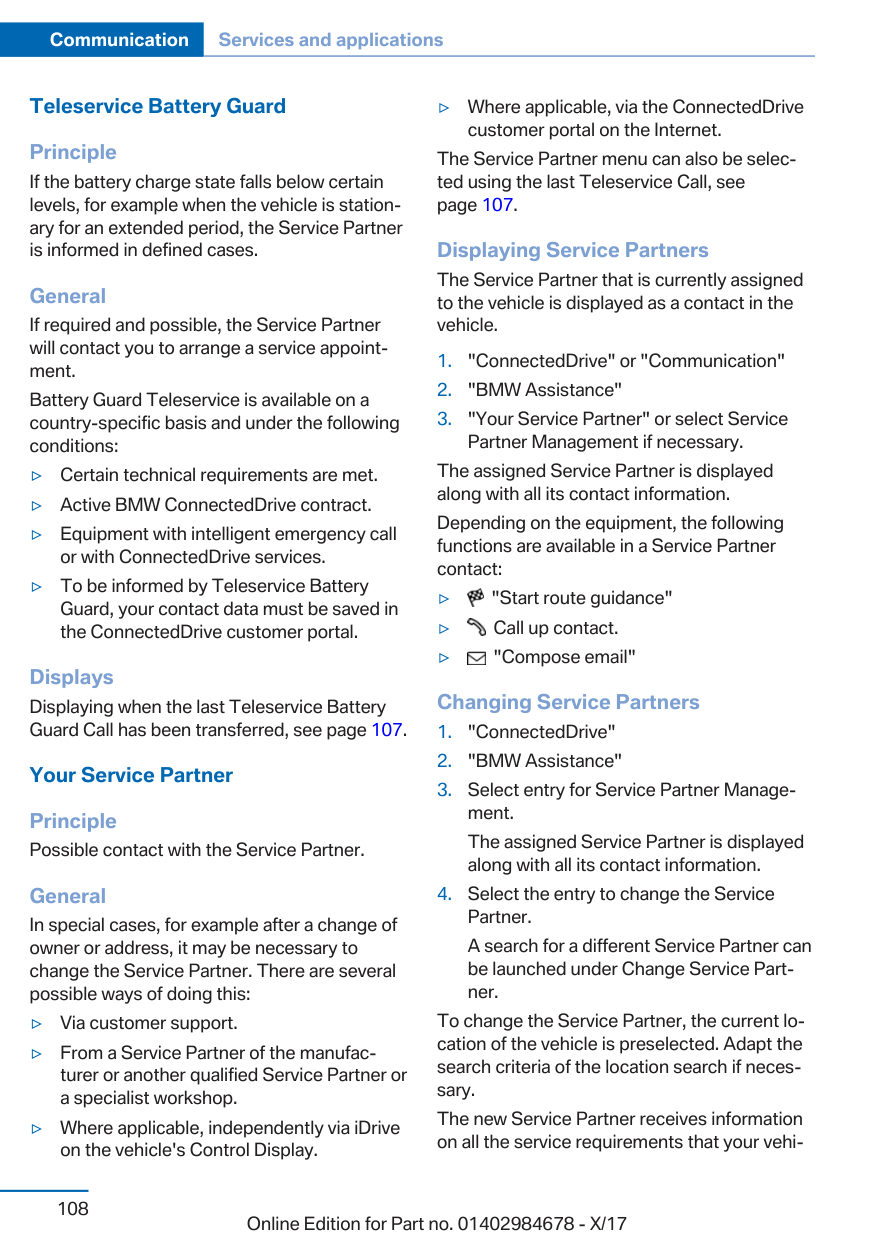 Communication Services and applications
Teleservice Battery Guard
Principle
If the battery charge state falls below certain
levels, for example when the vehicle is station-
ary for an extended period, the Service Partner
is informed in defined cases.
General
If required and possible, the Service Partner
will contact you to arrange a service appoint-
ment.
Battery Guard Teleservice is available on a
country-specific basis and under the following
conditions:
▷ Certain technical requirements are met.
▷ Active BMW ConnectedDrive contract.
▷ Equipment with intelligent emergency call
or with ConnectedDrive services.
▷ To be informed by Teleservice Battery
Guard, your contact data must be saved in
the ConnectedDrive customer portal.
Displays
Displaying when the last Teleservice Battery
Guard Call has been transferred, see page 107.
Your Service Partner
Principle
Possible contact with the Service Partner.
General
In special cases, for example after a change of
owner or address, it may be necessary to
change the Service Partner. There are several
possible ways of doing this:
▷ Via customer support.
▷ From a Service Partner of the manufac-
turer or another qualified Service Partner or
a specialist workshop.
▷ Where applicable, independently via iDrive
on the vehicle's Control Display.
▷ Where applicable, via the ConnectedDrive
customer portal on the Internet.
The Service Partner menu can also be selec-
ted using the last Teleservice Call, see
page 107.
Displaying Service Partners
The Service Partner that is currently assigned
to the vehicle is displayed as a contact in the
vehicle.
1. "ConnectedDrive" or "Communication"
2. "BMW Assistance"
3. "Your Service Partner" or select Service
Partner Management if necessary.
The assigned Service Partner is displayed
along with all its contact information.
Depending on the equipment, the following
functions are available in a Service Partner
contact:
▷ "Start route guidance"
▷ Call up contact.
▷ "Compose email"
Changing Service Partners
1. "ConnectedDrive"
2. "BMW Assistance"
3. Select entry for Service Partner Manage-
ment.
The assigned Service Partner is displayed
along with all its contact information.
4. Select the entry to change the Service
Partner.
A search for a different Service Partner can
be launched under Change Service Part-
ner.
To change the Service Partner, the current lo-
cation of the vehicle is preselected. Adapt the
search criteria of the location search if neces-
sary.
The new Service Partner receives information
on all the service requirements that your vehi-
108
Online Edition for Part no. 01402984678 - X/17